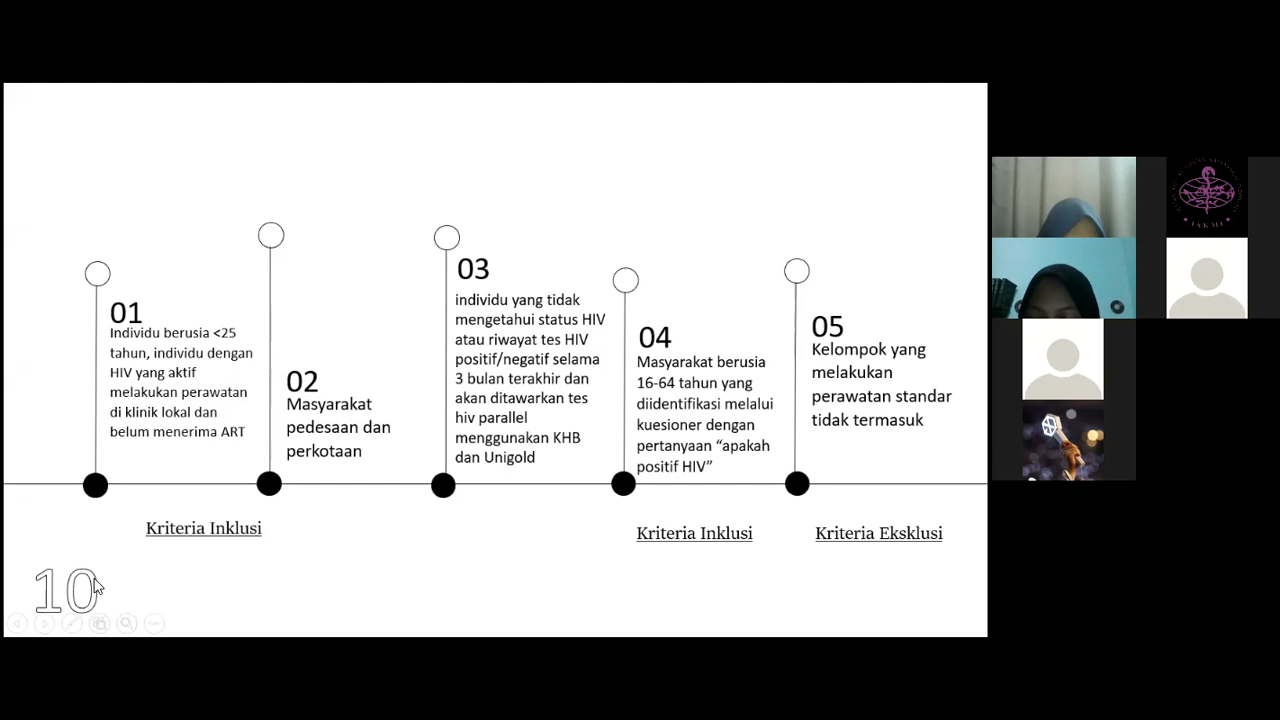 01
Individu berusia <25
tahun, individu dengan
HIV yang aktif
melakukan perawatan
di klinik lokal dan
belum menerima ART
02
Masyarakat
pedesaan dan
perkotaan
03
individu yang tidak
mengetahui status HIV
atau riwayat tes HIV
positif/negatif selama
3 bulan terakhir dan
akan ditawarkan tes
hiv parallel
menggunakan KHB
dan Unigold
04
Masyarakat berusia
16-64 tahun yang
diidentifikasi melalui
kuesioner dengan
pertanyaan “apakah
positif HIV”
05
Kelompok yang
melakukan
perawatan standar
tidak termasuk
Kriteria Inklusi
Kriteria Inklusi
Kriteria Eksklusi
10
IAKMI